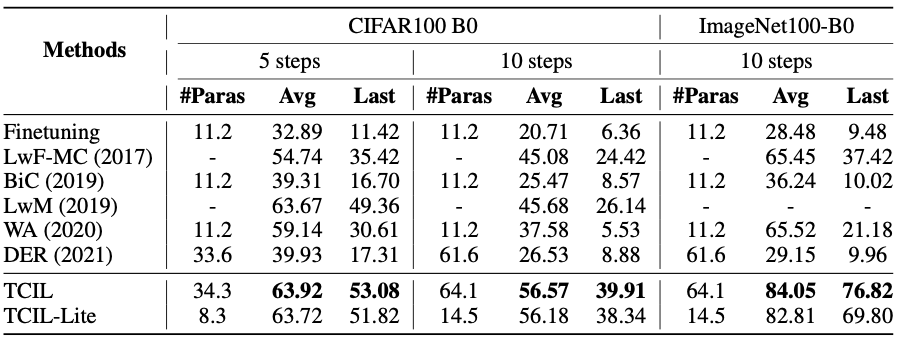 Methods CIFAR100 B0 ImageNet100-B0
5 steps 10 steps 10 steps
#Paras Avg Last #Paras Avg Last #Paras Avg Last
Finetuning 11.2 32.89 11.42 11.2 20.71 6.36 11.2 28.48 9.48
LwF-MC (2017) - 54.74 35.42 - 45.08 24.42 - 65.45 37.42
BiC (2019) 11.2 39.31 16.70 11.2 25.47 8.57 11.2 36.24 10.02
LwM (2019) - 63.67 49.36 - 45.68 26.14 - - -
WA (2020) 11.2 59.14 30.61 11.2 37.58 5.53 11.2 65.52 21.18
DER (2021) 33.6 39.93 17.31 61.6 26.53 8.88 61.6 29.15 9.96
TCIL 34.3 63.92 53.08 64.1 56.57 39.91 64.1 84.05 76.82
TCIL-Lite 8.3 63.72 51.82 14.5 56.18 38.34 14.5 82.81 69.80